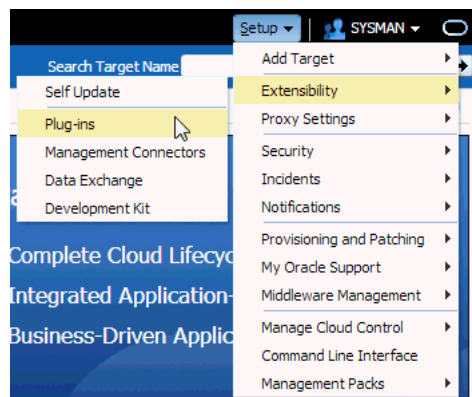 Setup SYSMAN
Search Target Name
Add Target
Extensibility
Proxy Settings
Security
Incidents
Notifications
Provisioning and Patching
My Oracle Support
Middleware Management
Manage Cloud Control
Command Line Interface
Management Packs
Self Update
Plug-ins
Management Connectors
Data Exchange
Development Kit
Complete Cloud Lifecyc
Integrated Application-
Business-Driven Applic